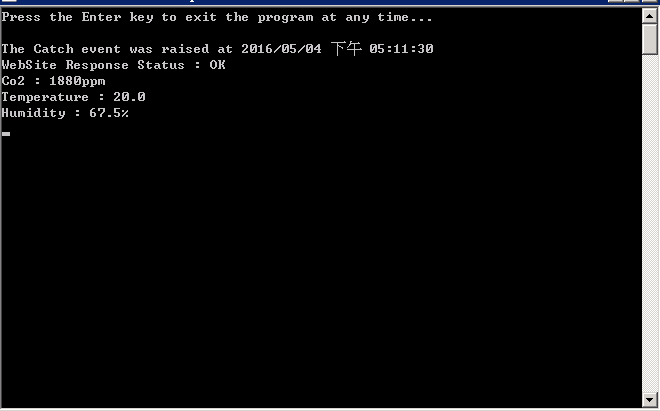 Press the Enter key to exit the program at any time...
The Catch event was raised at 2016/05/04 下午 05:11:30
WebSite Response Status : OK
Co2 : 1880ppm
Temperature : 20.0
Humidity : 67.5%